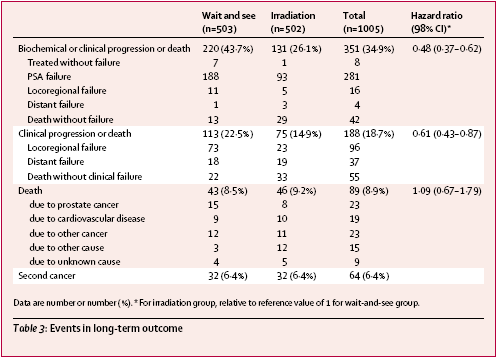 Wait and see Irradiation Total Hazard ratio
(n=503) (n=502) (n=1005) (98% CI)*
Biochemical or clinical progression or death 220 (43·7%) 131 (26·1%) 351 (34·9%) 0·48 (0·37–0·62)
Treated without failure 7 1 8
PSA failure 188 93 281
Locoregional failure 11 5 16
Distant failure 1 3 4
Death without failure 13 29 42
Clinical progression or death 113 (22·5%) 75 (14·9%) 188 (18·7%) 0·61 (0·43–0·87)
Locoregional failure 73 23 96
Distant failure 18 19 37
Death without clinical failure 22 33 55
Death 43 (8·5%) 46 (9·2%) 89 (8·9%) 1·09 (0·67–1·79)
due to prostate cancer 15 8 23
due to cardiovascular disease 9 10 19
due to other cancer 12 11 23
due to other cause 3 12 15
due to unknown cause 4 5 9
Second cancer 32 (6·4%) 32 (6·4%) 64 (6·4%)
Data are number or number (%). *For irradiation group, relative to reference value of 1 for wait-and-see group.
Table 3: Events in long-term outcome